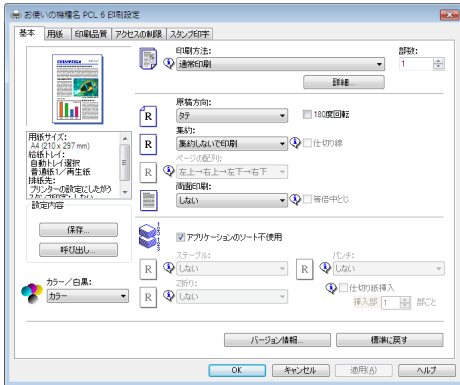 お使いの機種名 PCL 6 印刷設定
基本 用紙 印刷品質 アクセスの制限 スタンプ印字
印刷方法:
通常印刷
部数:
1
詳細...
原稿方向:
タテ
180度回転
集約:
集約しないで印刷
仕切り線
ページの配列:
左上→右上→左下→右下
両面印刷:
しない
等倍中とじ
用紙サイズ:
A4 (210 x 297 mm)
給紙トレイ:
自動トレイ選択
普通紙1/再生紙
排紙先:
プリンターの設定にしたがう
設定内容
保存...
呼び出し...
カラー/白黒:
カラー
アプリケーションのソート不使用
ステープル:
しない
パンチ:
しない
Z折り:
しない
仕切り紙挿入
挿入部 1 部ごと
バージョン情報...
標準に戻す
OK
キャンセル
適用(A)
ヘルプ